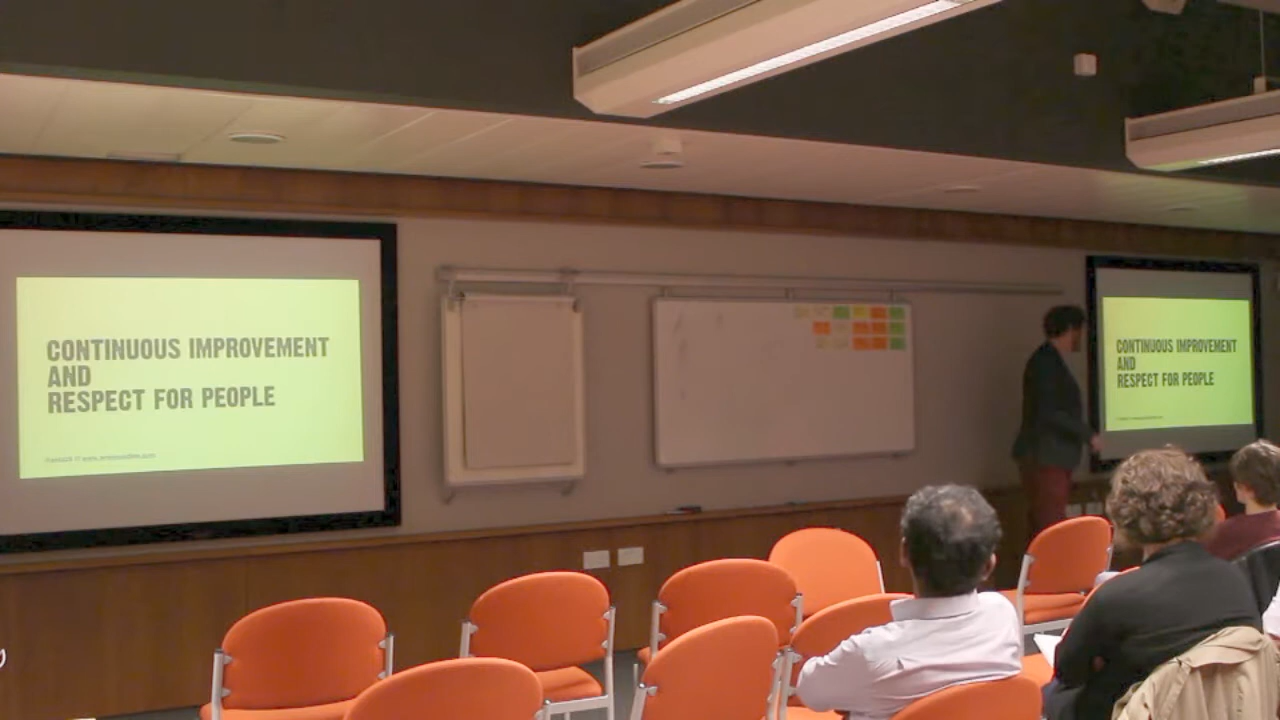 CONTINUOUS IMPROVEMENT
AND
RESPECT FOR PEOPLE
CONTINUOUS IMPROVEMENT
AND
RESPECT FOR PEOPLE